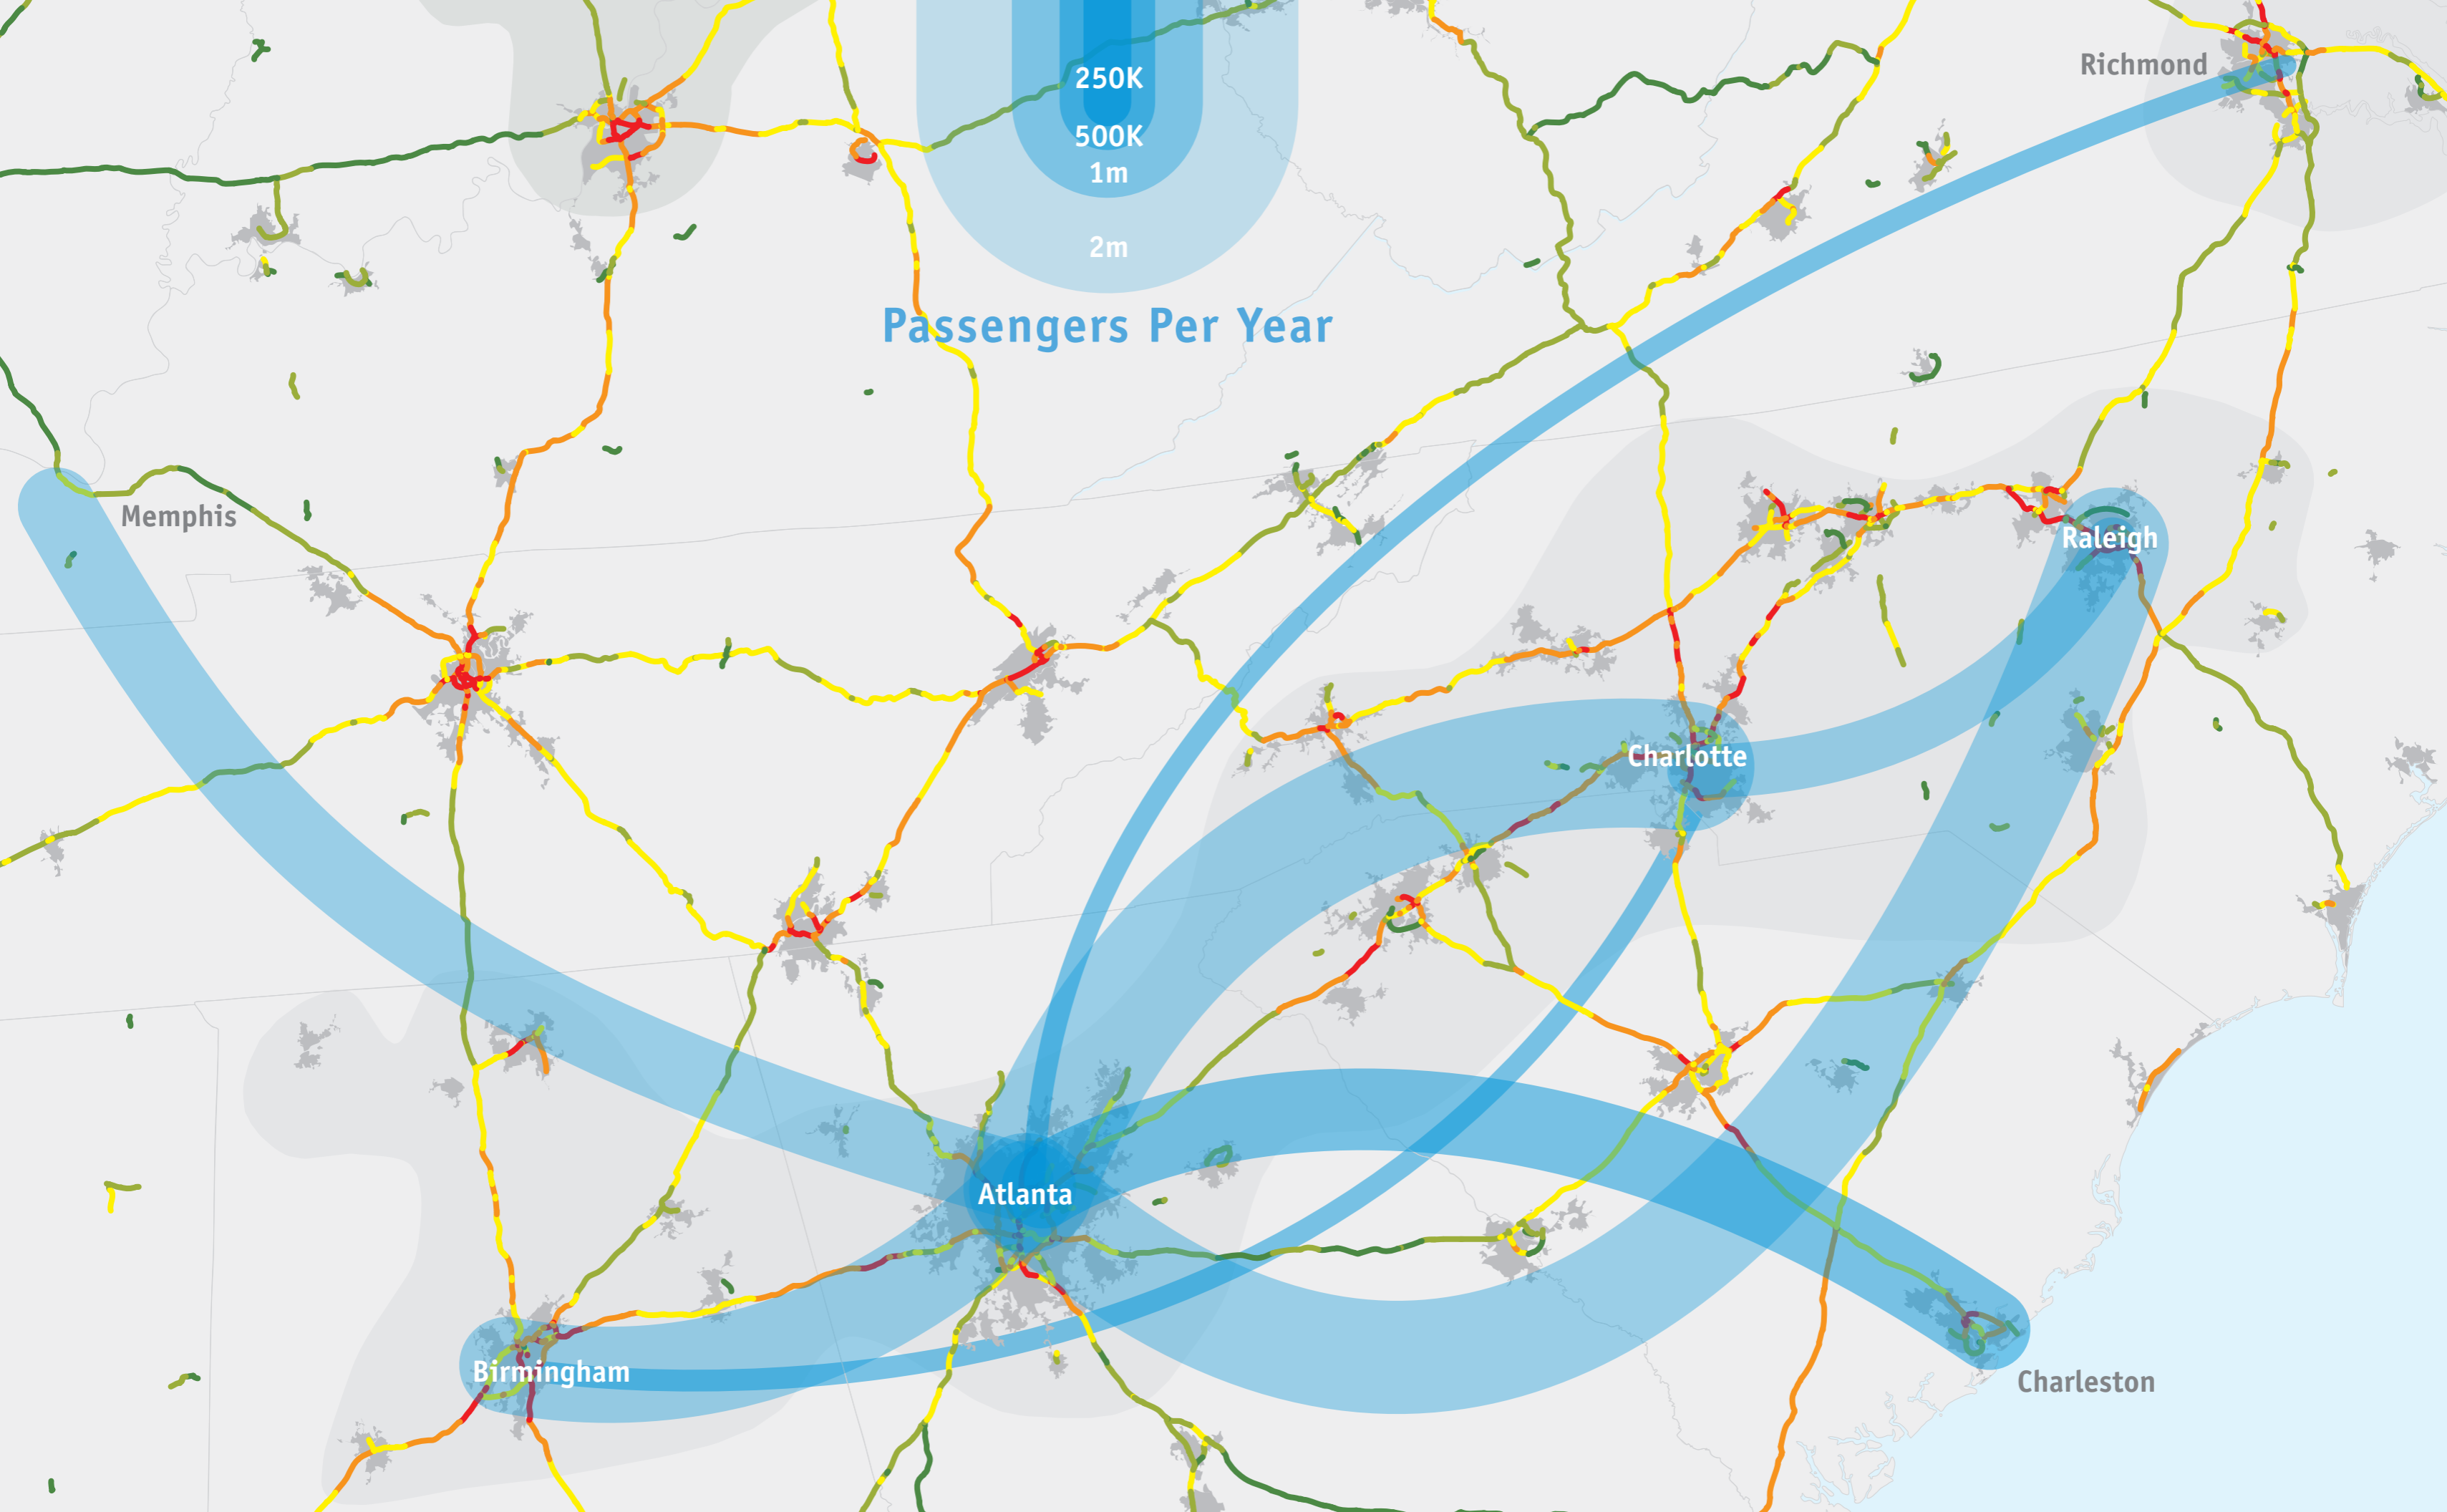 250K
Richmond
500K
1m
2m
Passengers Per Year
Memphis
Raleigh
Charlotte
Atlanta
Birmingham
Charleston